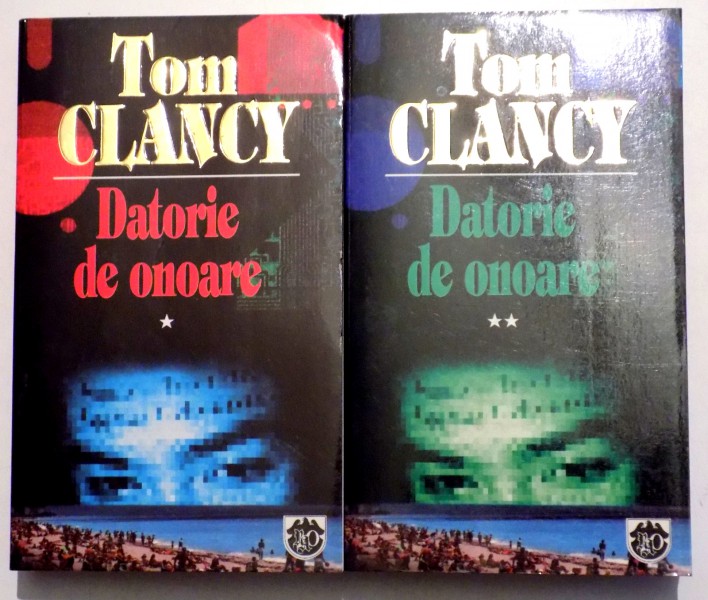 Tom
CLANCY
Datorie
de onoare
★
Tom
CLANCY
Datorie
de onoare
★★